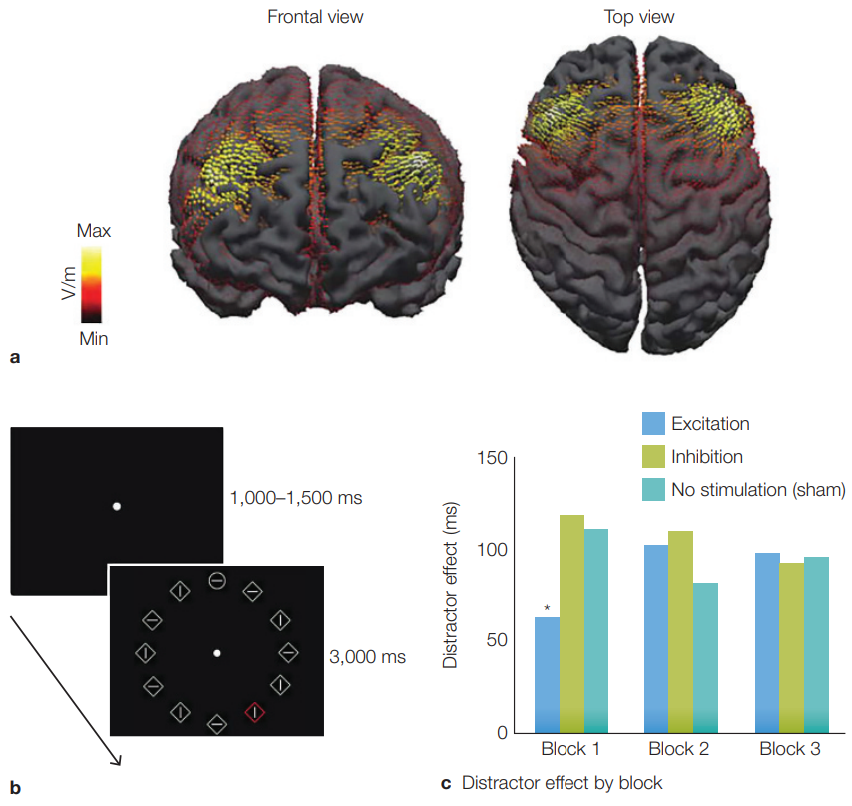 Frontal view
Top view
Max
V/m
Min
a
1,000–1,500 ms
3,000 ms
b
Excitation
Inhibition
No stimulation (sham)
Distractor effect (ms)
150
100
50
0
*
Block 1
Block 2
Block 3
c Distractor effect by block